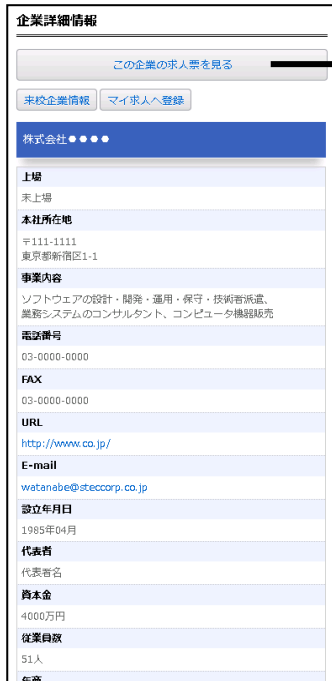 企業詳細情報
この企業の求人票を見る
来校企業情報 マイ求人へ登録
株式会社●●●●
上場
未上場
本社所在地
〒111-1111
東京都新宿区1-1
事業内容
ソフトウェアの設計・開発・運用・保守・技術者派遣、
業務システムのコンサルタント、コンピュータ機器販売
電話番号
03-0000-0000
FAX
03-0000-0000
URL
http://www.co.jp/
E-mail
watanabe@steccorp.co.jp
設立年月日
1985年04月
代表者
代表者名
資本金
4000万円
従業員数
51人
年商